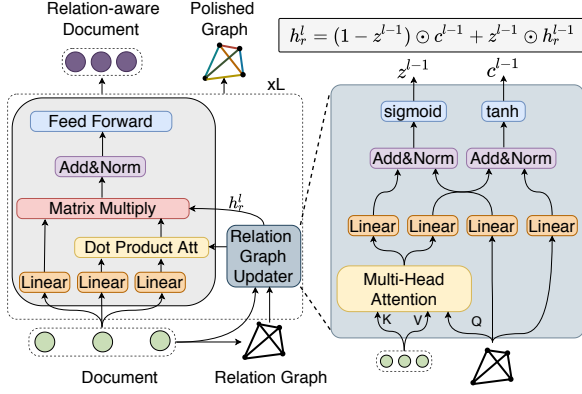 Relation-aware
Document
Polished
Graph
xL
Feed Forward
Add&Norm
Matrix Multiply
Dot Product Att
Linear
Linear
Linear
h_r^l
Relation
Graph
Updater
Document
Relation Graph
h_r^l = (1 − z^{l−1}) ⊙ c^{l−1} + z^{l−1} ⊙ h_r^{l−1}
z^{l−1}
c^{l−1}
sigmoid
tanh
Add&Norm
Add&Norm
Linear
Linear
Linear
Linear
Multi-Head
Attention
K
V
Q